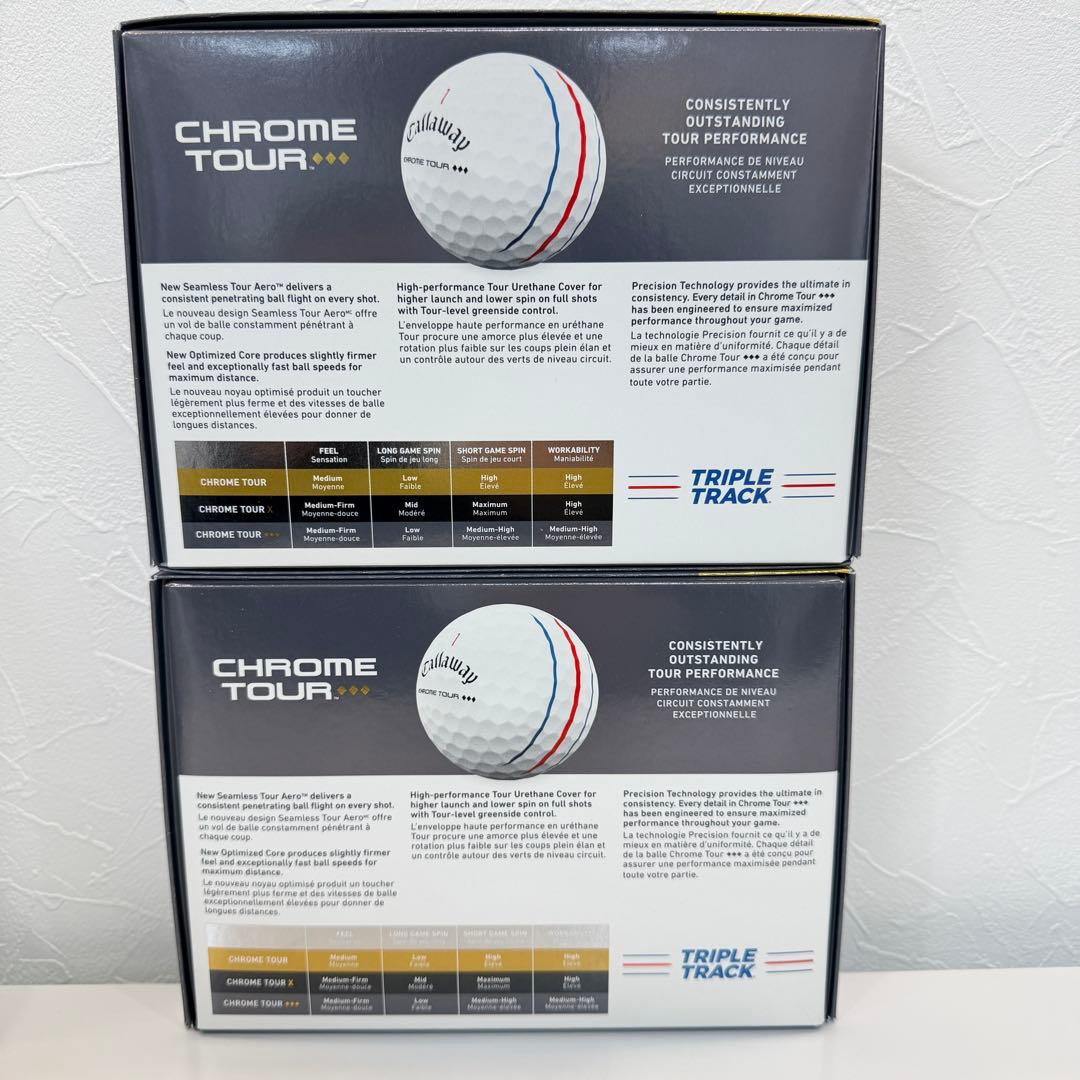 CHROME
TOUR♦♦♦™
1
Callaway
CHROME TOUR ♦♦♦
CONSISTENTLY
OUTSTANDING
TOUR PERFORMANCE
PERFORMANCE DE NIVEAU
CIRCUIT CONSTAMMENT
EXCEPTIONNELLE
New Seamless Tour Aero™ delivers a
consistent penetrating ball flight on every shot.
Le nouveau design Seamless Tour Aeroᴹᶜ offre
un vol de balle constamment pénétrant à
chaque coup.
New Optimized Core produces slightly firmer
feel and exceptionally fast ball speeds for
maximum distance.
Le nouveau noyau optimisé produit un toucher
légèrement plus ferme et des vitesses de balle
exceptionnellement élevées pour donner de
longues distances.
High-performance Tour Urethane Cover for
higher launch and lower spin on full shots
with Tour-level greenside control.
L'enveloppe haute performance en uréthane
Tour procure une amorce plus élevée et une
rotation plus faible sur les coups plein élan et
un contrôle autour des verts de niveau circuit.
Precision Technology provides the ultimate in
consistency. Every detail in Chrome Tour ♦♦♦
has been engineered to ensure maximized
performance throughout your game.
La technologie Precision fournit ce qu'il y a de
mieux en matière d'uniformité. Chaque détail
de la balle Chrome Tour ♦♦♦ a été conçu pour
assurer une performance maximisée pendant
toute votre partie.
FEEL LONG GAME SPIN SHORT GAME SPIN WORKABILITY
Sensation Spin de jeu long Spin de jeu court Maniabilité
CHROME TOUR Medium Low High High
Moyenne Faible Élevé Élevé
CHROME TOUR X Medium-Firm Mid Maximum High
Moyenne-douce Modéré Maximum Élevé
CHROME TOUR ♦♦♦ Medium-Firm Low Medium-High Medium-High
Moyenne-douce Faible Moyenne-élevée Moyenne-élevée
TRIPLE
TRACK
CHROME
TOUR♦♦♦™
1
Callaway
CHROME TOUR ♦♦♦
CONSISTENTLY
OUTSTANDING
TOUR PERFORMANCE
PERFORMANCE DE NIVEAU
CIRCUIT CONSTAMMENT
EXCEPTIONNELLE
New Seamless Tour Aero™ delivers a
consistent penetrating ball flight on every shot.
Le nouveau design Seamless Tour Aeroᴹᶜ offre
un vol de balle constamment pénétrant à
chaque coup.
New Optimized Core produces slightly firmer
feel and exceptionally fast ball speeds for
maximum distance.
Le nouveau noyau optimisé produit un toucher
légèrement plus ferme et des vitesses de balle
exceptionnellement élevées pour donner de
longues distances.
High-performance Tour Urethane Cover for
higher launch and lower spin on full shots
with Tour-level greenside control.
L'enveloppe haute performance en uréthane
Tour procure une amorce plus élevée et une
rotation plus faible sur les coups plein élan et
un contrôle autour des verts de niveau circuit.
Precision Technology provides the ultimate in
consistency. Every detail in Chrome Tour ♦♦♦
has been engineered to ensure maximized
performance throughout your game.
La technologie Precision fournit ce qu'il y a de
mieux en matière d'uniformité. Chaque détail
de la balle Chrome Tour ♦♦♦ a été conçu pour
assurer une performance maximisée pendant
toute votre partie.
FEEL LONG GAME SPIN SHORT GAME SPIN WORKABILITY
CHROME TOUR Medium Low High High
Moyenne Faible Élevé Élevé
CHROME TOUR X Medium-Firm Mid Maximum High
Moyenne-douce Modéré Maximum Élevé
CHROME TOUR ♦♦♦ Medium-Firm Low Medium-High Medium-High
Moyenne-douce Faible Moyenne-élevée Moyenne-élevée
TRIPLE
TRACK